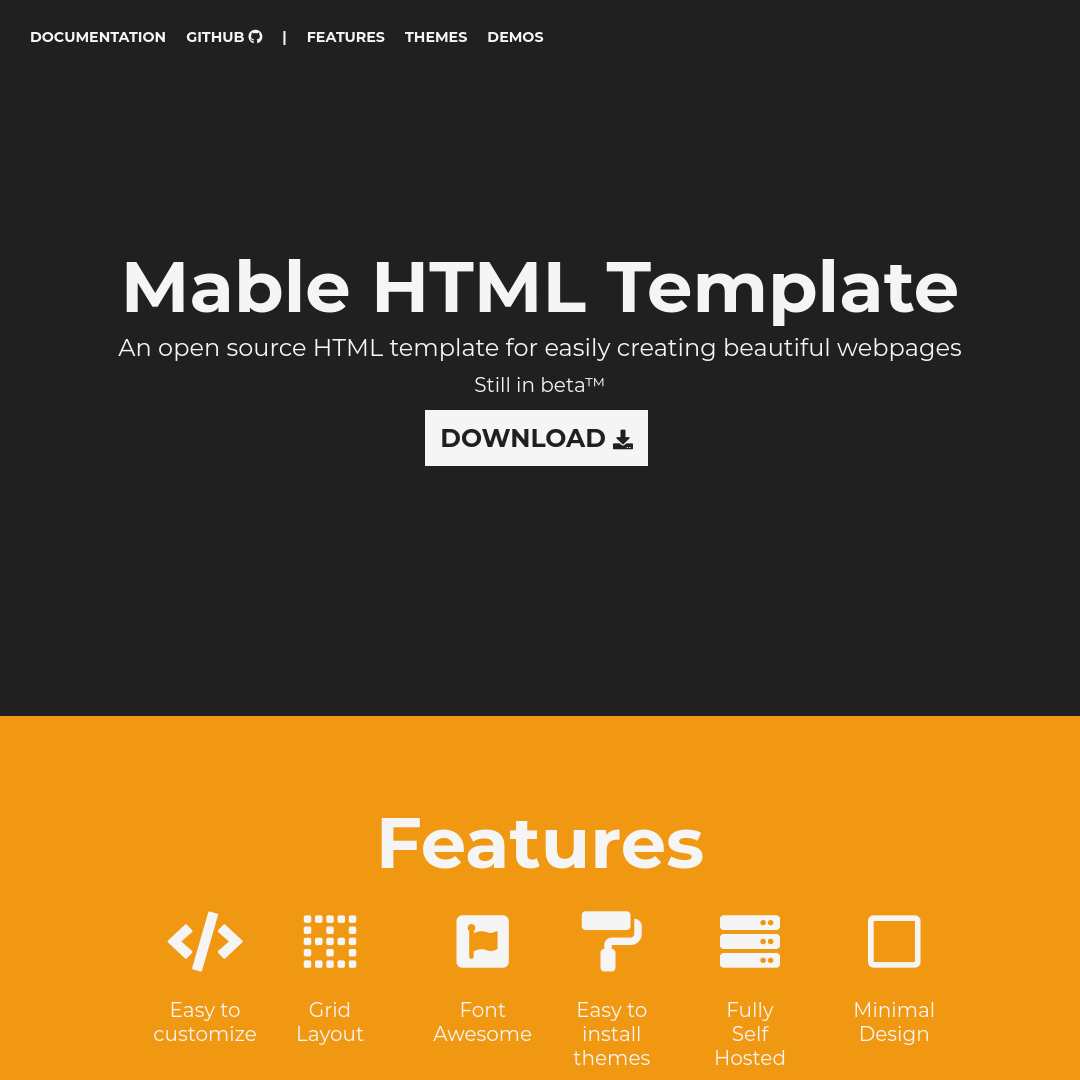 DOCUMENTATION GITHUB | FEATURES THEMES DEMOS
Mable HTML Template
An open source HTML template for easily creating beautiful webpages
Still in beta™
DOWNLOAD
Features
Easy to
customize
Grid
Layout
Font
Awesome
Easy to
install
themes
Fully
Self
Hosted
Minimal
Design